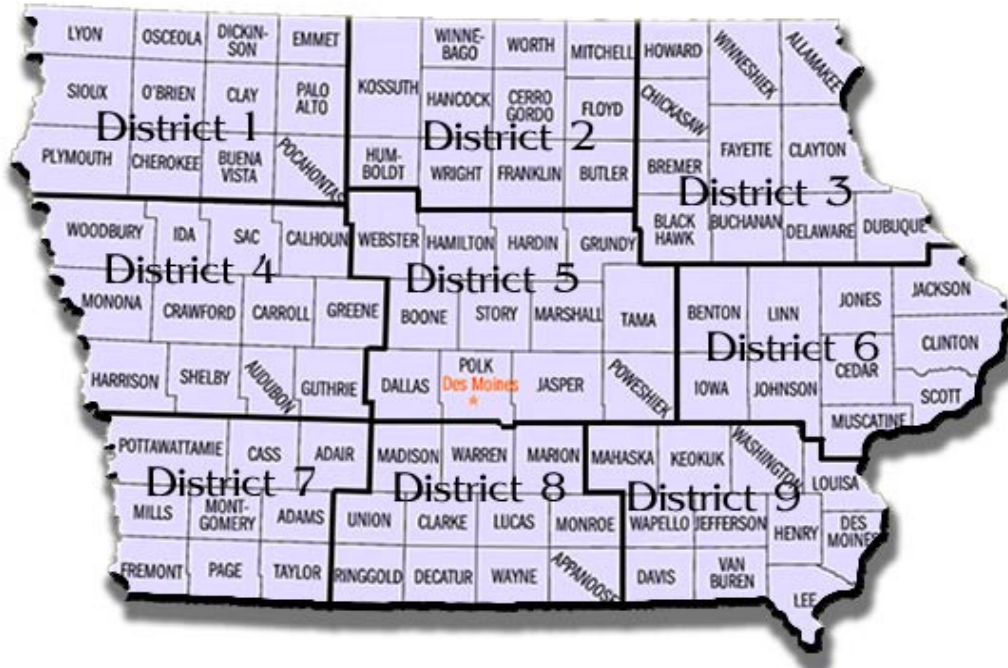 LYON
OSCEOLA
DICKIN-
SON
EMMET
SIOUX
O'BRIEN
CLAY
PALO
ALTO
District 1
PLYMOUTH
CHEROKEE
BUENA
VISTA
POCAHONTAS
KOSSUTH
WINNE-
BAGO
WORTH
MITCHELL
HANCOCK
CERRO
GORDO
FLOYD
District 2
HUM-
BOLDT
WRIGHT
FRANKLIN
BUTLER
HOWARD
WINNESHIEK
ALLAMAKEE
CHICKASAW
FAYETTE
CLAYTON
BREMER
District 3
BLACK
HAWK
BUCHANAN
DELAWARE
DUBUQUE
WOODBURY
IDA
SAC
CALHOUN
District 4
MONONA
CRAWFORD
CARROLL
GREENE
HARRISON
SHELBY
AUDUBON
GUTHRIE
WEBSTER
HAMILTON
HARDIN
GRUNDY
District 5
BOONE
STORY
MARSHALL
TAMA
DALLAS
POLK
Des Moines
JASPER
POWESHIEK
BENTON
LINN
JONES
JACKSON
District 6
CLINTON
CEDAR
IOWA
JOHNSON
SCOTT
MUSCATINE
POTTAWATTAMIE
CASS
ADAIR
District 7
MILLS
MONT-
GOMERY
ADAMS
FREMONT
PAGE
TAYLOR
MADISON
WARREN
MARION
District 8
UNION
CLARKE
LUCAS
MONROE
RINGGOLD
DECATUR
WAYNE
APPANOOSE
MAHASKA
KEOKUK
WASHINGTON
LOUISA
District 9
WAPELLO
JEFFERSON
HENRY
DES
MOINES
DAVIS
VAN
BUREN
LEE